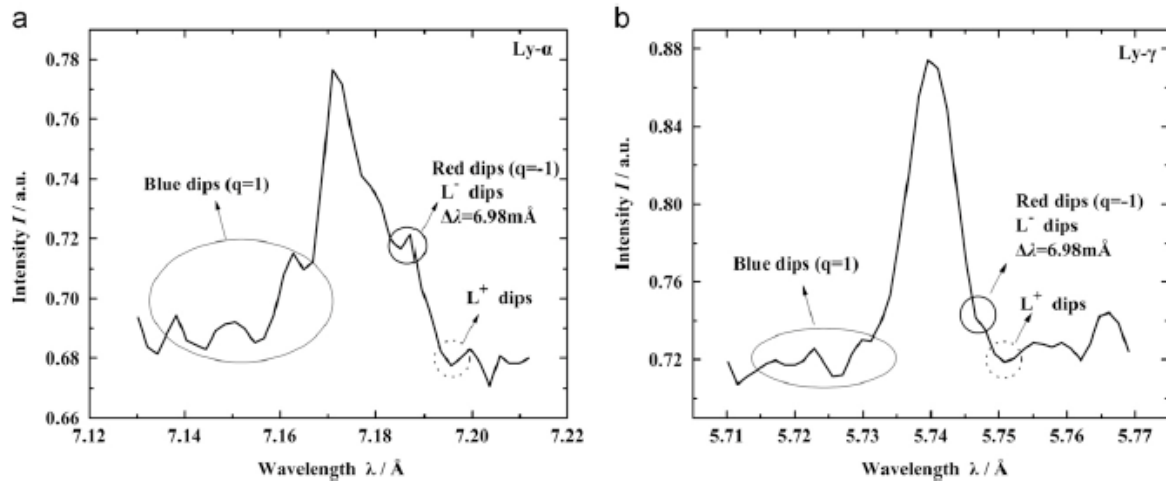 a
Ly-α
0.78
0.76
0.74
0.72
0.70
0.68
0.66
Intensity I / a.u.
Blue dips (q=1)
Red dips (q=-1)
L⁻ dips
Δλ=6.98mÅ
L⁺ dips
7.12
7.14
7.16
7.18
7.20
7.22
Wavelength λ / Å
b
Ly-γ
0.88
0.84
0.80
0.76
0.72
Intensity I / a.u.
Blue dips (q=1)
Red dips (q=-1)
L⁻ dips
Δλ=6.98mÅ
L⁺ dips
5.71
5.72
5.73
5.74
5.75
5.76
5.77
Wavelength λ / Å